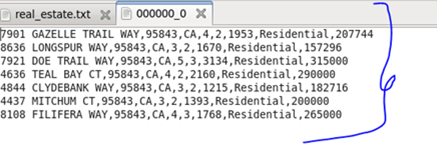 real_estate.txt 000000_0
7901 GAZELLE TRAIL WAY,95843,CA,4,2,1953,Residential,207744
8636 LONGSPUR WAY,95843,CA,3,2,1670,Residential,157296
7921 DOE TRAIL WAY,95843,CA,5,3,3134,Residential,315000
4636 TEAL BAY CT,95843,CA,4,2,2160,Residential,290000
4844 CLYDEBANK WAY,95843,CA,3,2,1215,Residential,182716
4437 MITCHUM CT,95843,CA,3,2,1393,Residential,200000
8108 FILIFERA WAY,95843,CA,4,3,1768,Residential,265000